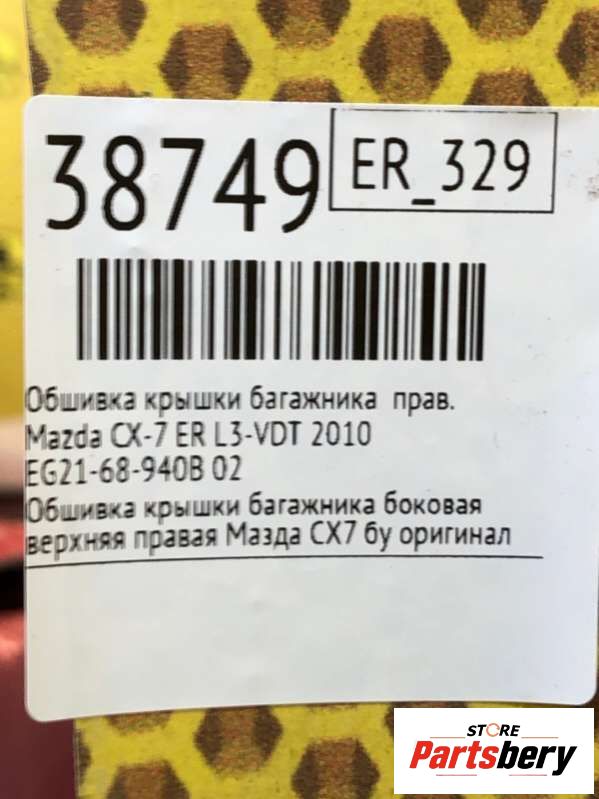 38749
ER_329
Обшивка крышки багажника прав.
Mazda CX-7 ER L3-VDT 2010
EG21-68-940B 02
Обшивка крышки багажника боковая
верхняя правая Мазда СХ7 бу оригинал
STORE
Partsbery